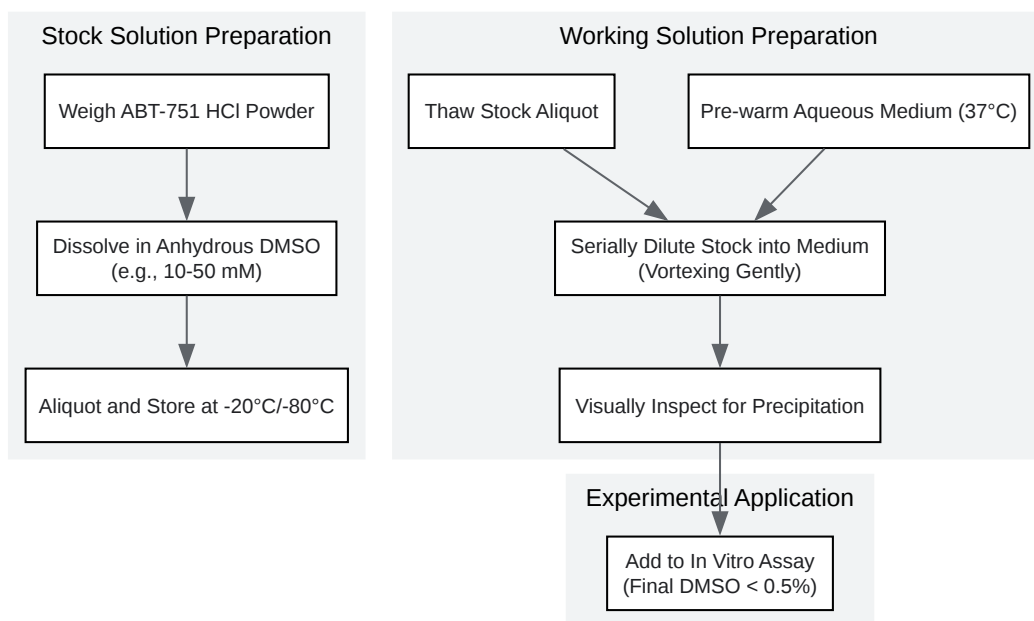 Stock Solution Preparation
Weigh ABT-751 HCl Powder
Dissolve in Anhydrous DMSO
(e.g., 10-50 mM)
Aliquot and Store at -20°C/-80°C
Working Solution Preparation
Thaw Stock Aliquot
Pre-warm Aqueous Medium (37°C)
Serially Dilute Stock into Medium
(Vortexing Gently)
Visually Inspect for Precipitation
Experimental Application
Add to In Vitro Assay
(Final DMSO < 0.5%)